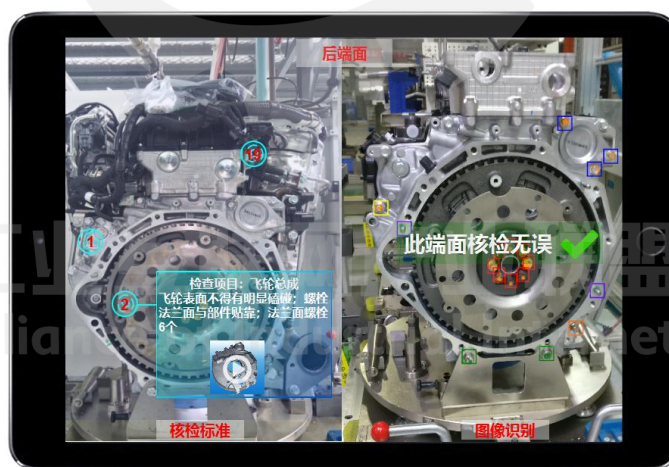 后端面
19
1
此端面核检无误
检查项目：飞轮总成
2
飞轮表面不得有明显磕碰；螺栓
法兰面与部件贴靠；法兰面螺栓
6个
核检标准
图像识别